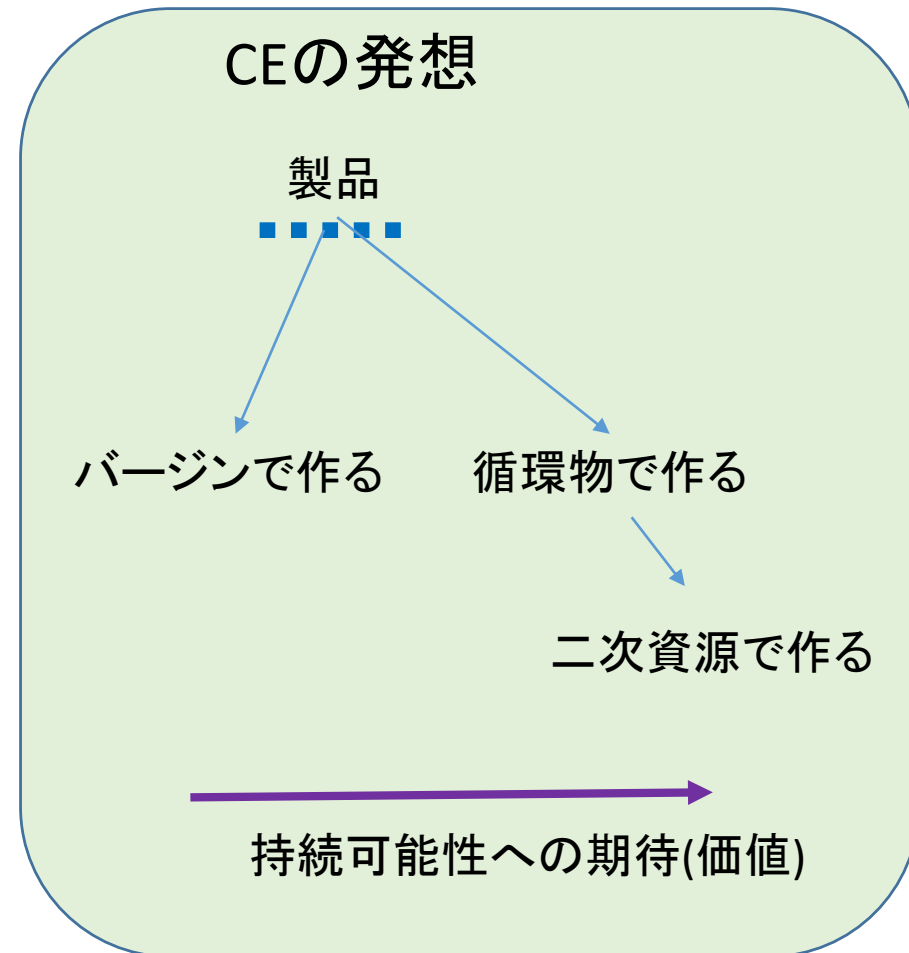 CEの発想
製品
バージンで作る
循環物で作る
二次資源で作る
持続可能性への期待(価値)